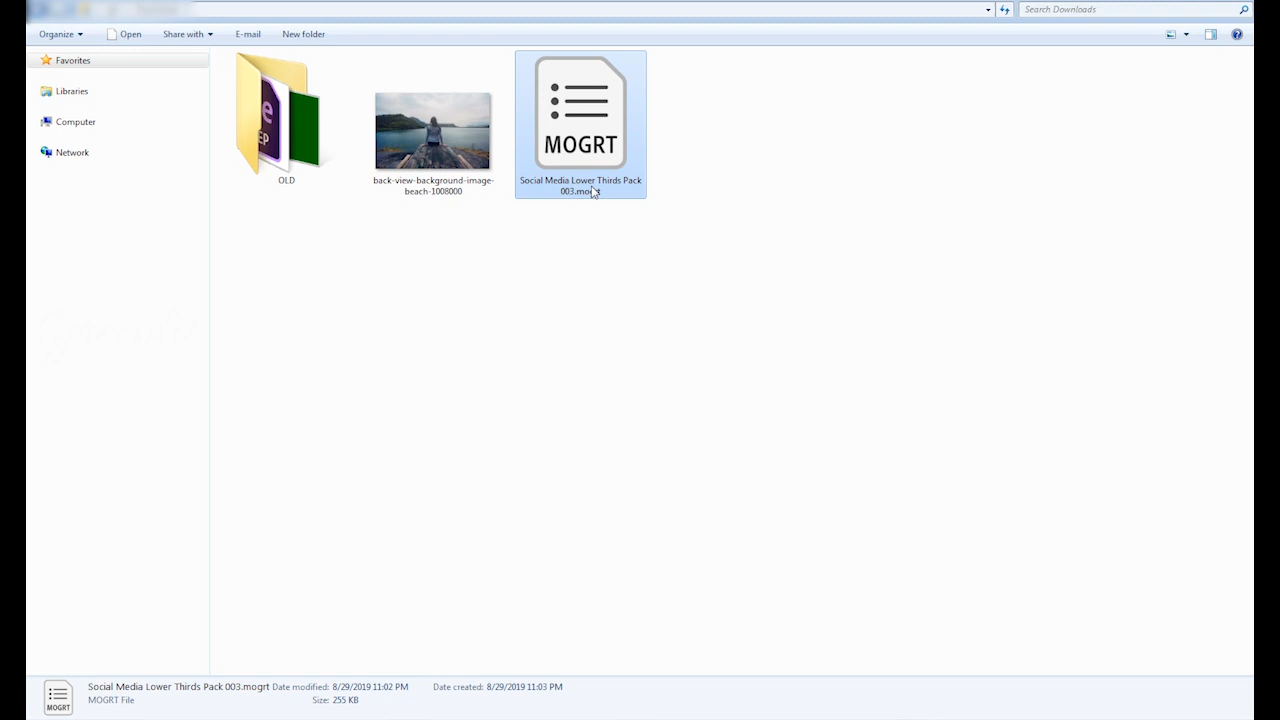 Search Downloads
Organize
Open
Share with
E-mail
New folder
Favorites
Libraries
Computer
Network
OLD
back-view-background-image-
beach-1008000
MOGRT
Social Media Lower Thirds Pack
003.mogrt
Social Media Lower Thirds Pack 003.mogrt Date modified: 8/29/2019 11:02 PM Date created: 8/29/2019 11:03 PM
MOGRT File Size: 255 KB
MOGRT